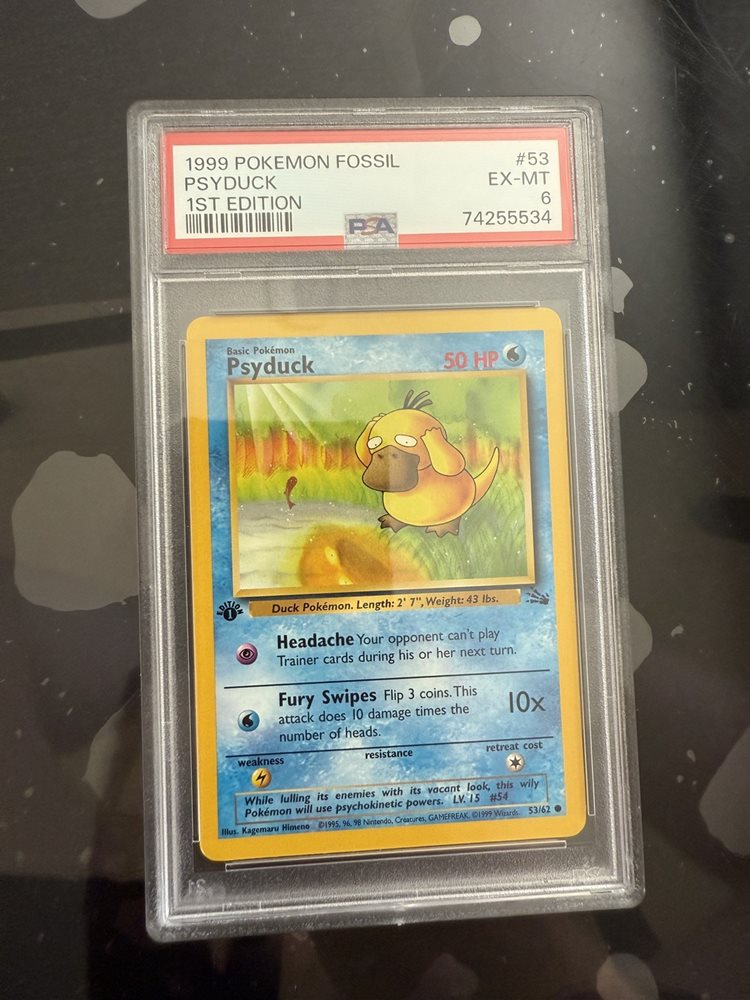 1999 POKEMON FOSSIL #53
PSYDUCK EX-MT
1ST EDITION 6
PSA 74255534
Basic Pokémon
Psyduck 50 HP
EDITION 1
Duck Pokémon. Length: 2' 7", Weight: 43 lbs.
Headache Your opponent can't play
Trainer cards during his or her next turn.
Fury Swipes Flip 3 coins. This
attack does 10 damage times the
number of heads.
10x
weakness resistance retreat cost
While lulling its enemies with its vacant look, this wily
Pokémon will use psychokinetic powers. LV. 15 #54
Illus. Kagemaru Himeno ©1995, 96, 98 Nintendo, Creatures, GAMEFREAK. ©1999 Wizards. 53/62